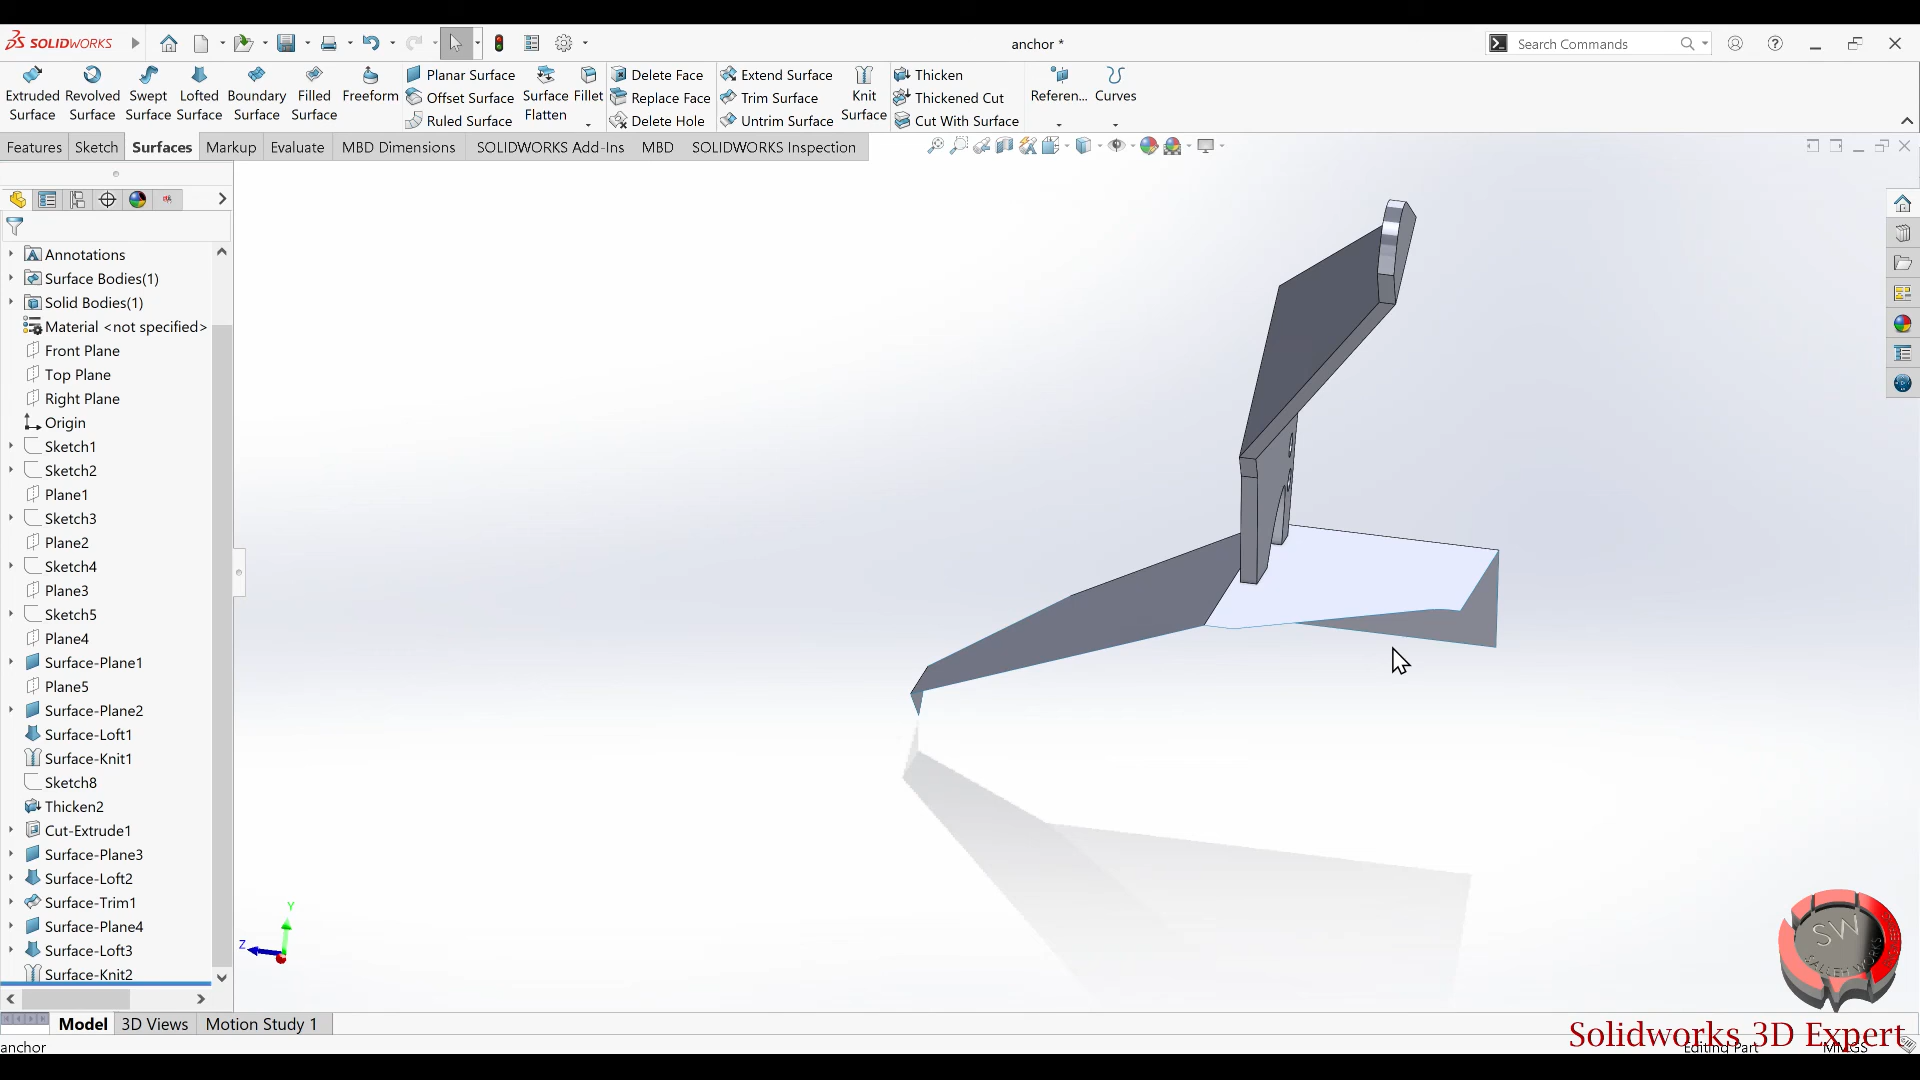 SOLIDWORKS
anchor *
Search Commands
Extruded Surface
Revolved Surface
Swept Surface
Lofted Surface
Boundary Surface
Filled Surface
Freeform
Planar Surface
Offset Surface
Ruled Surface
Surface Flatten
Fillet
Delete Face
Replace Face
Delete Hole
Extend Surface
Trim Surface
Untrim Surface
Knit Surface
Thicken
Thickened Cut
Cut With Surface
Referen...
Curves
Features
Sketch
Surfaces
Markup
Evaluate
MBD Dimensions
SOLIDWORKS Add-Ins
MBD
SOLIDWORKS Inspection
Annotations
Surface Bodies(1)
Solid Bodies(1)
Material <not specified>
Front Plane
Top Plane
Right Plane
Origin
Sketch1
Sketch2
Plane1
Sketch3
Plane2
Sketch4
Plane3
Sketch5
Plane4
Surface-Plane1
Plane5
Surface-Plane2
Surface-Loft1
Surface-Knit1
Sketch8
Thicken2
Cut-Extrude1
Surface-Plane3
Surface-Loft2
Surface-Trim1
Surface-Plane4
Surface-Loft3
Surface-Knit2
Y
Z
SW
Model
3D Views
Motion Study 1
Solidworks 3D Expert
anchor
Editing Part
MMGS